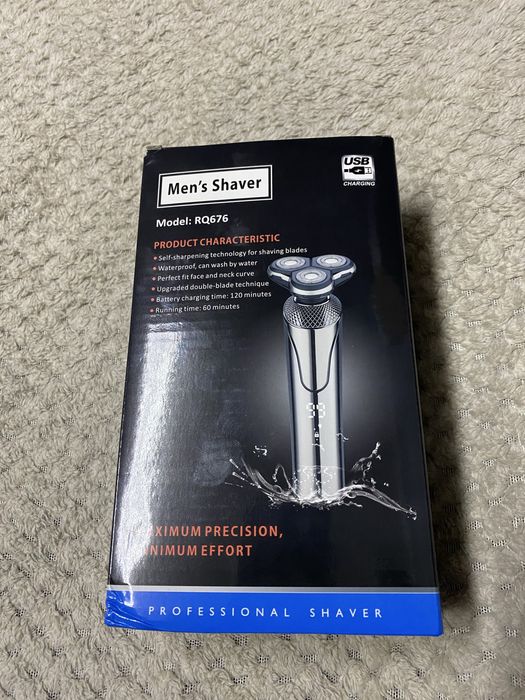 Men's Shaver
USB
CHARGING
Model: RQ676
PRODUCT CHARACTERISTIC
• Self-sharpening technology for shaving blades
• Waterproof, can wash by water
• Perfect fit face and neck curve
• Upgraded double-blade technique
• Battery charging time: 120 minutes
• Running time: 60 minutes
MAXIMUM PRECISION,
MINIMUM EFFORT
PROFESSIONAL SHAVER